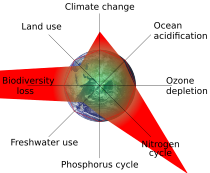 Climate change
Land use
Ocean
acidification
Biodiversity
loss
Ozone
depletion
Freshwater use
Nitrogen
cycle
Phosphorus cycle